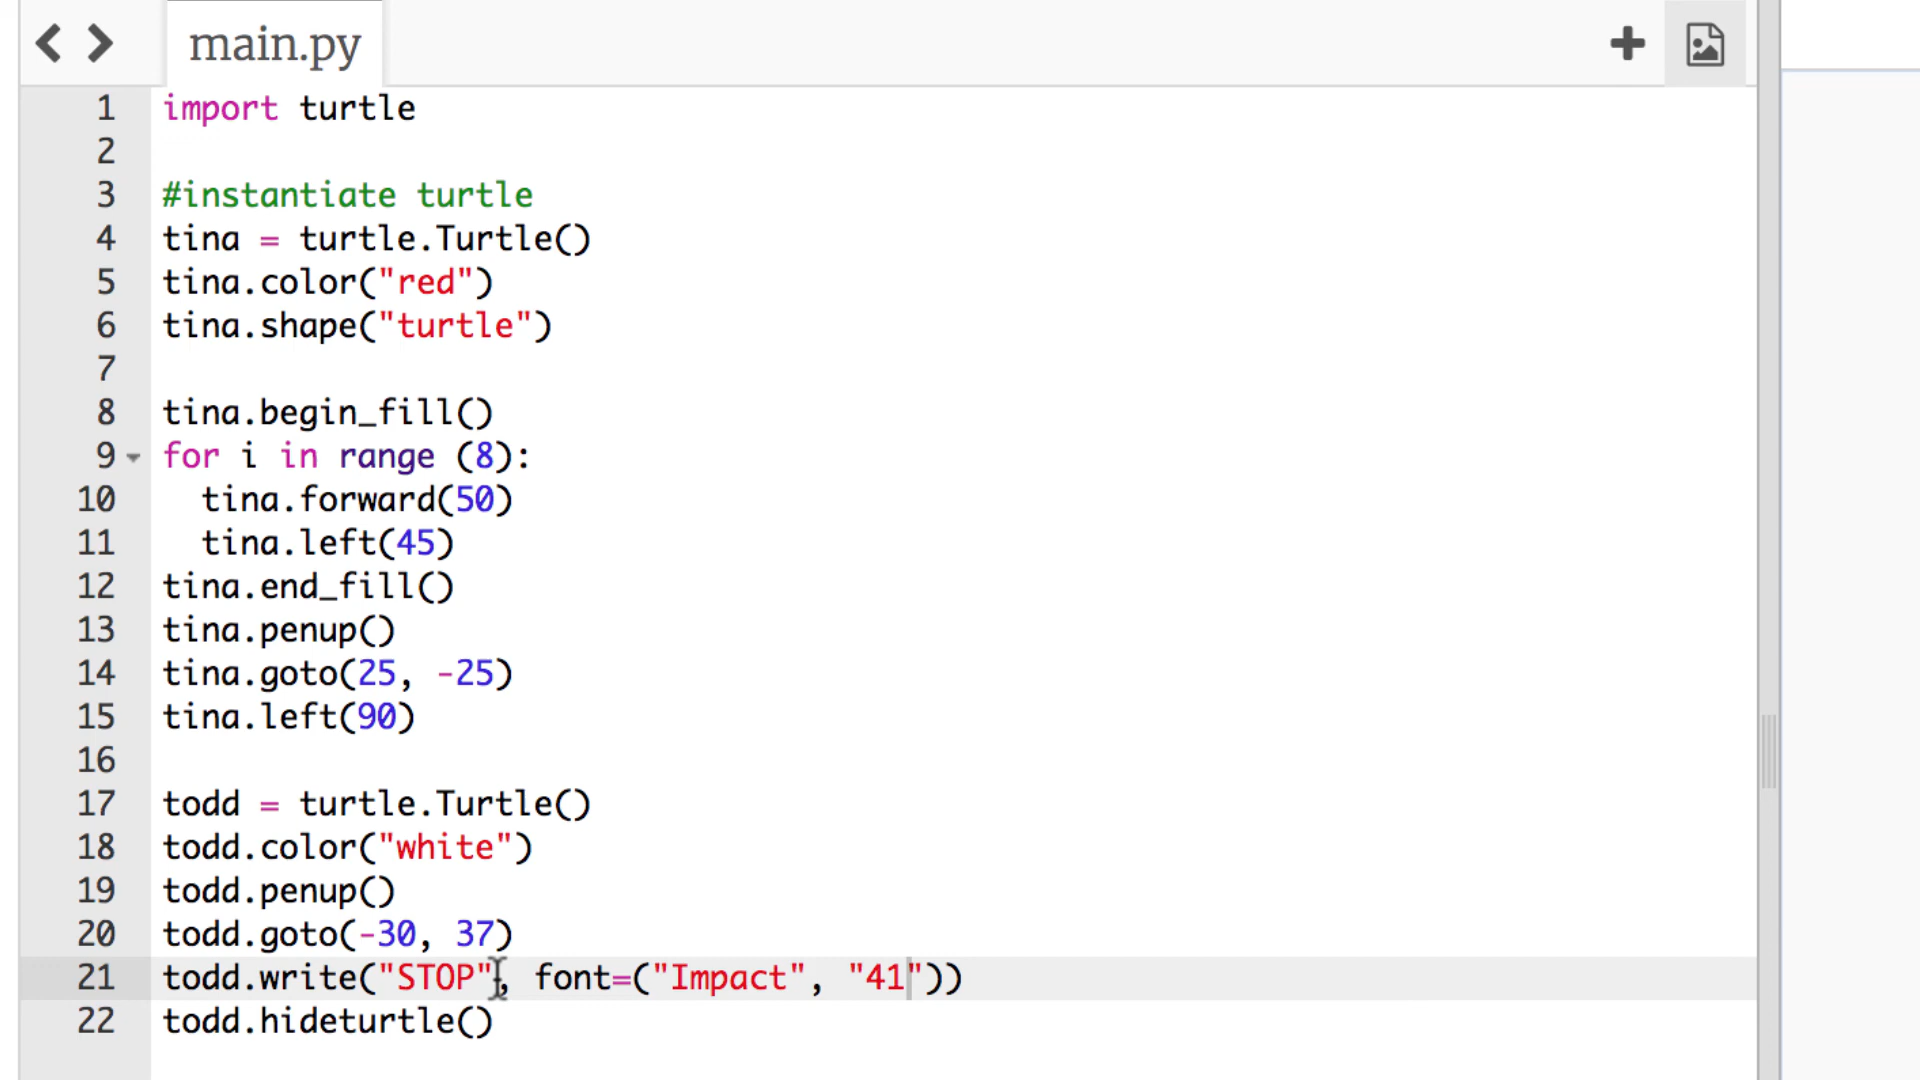 main.py
1 import turtle
2
3 #instantiate turtle
4 tina = turtle.Turtle()
5 tina.color("red")
6 tina.shape("turtle")
7
8 tina.begin_fill()
9 for i in range (8):
10   tina.forward(50)
11   tina.left(45)
12 tina.end_fill()
13 tina.penup()
14 tina.goto(25, -25)
15 tina.left(90)
16
17 todd = turtle.Turtle()
18 todd.color("white")
19 todd.penup()
20 todd.goto(-30, 37)
21 todd.write("STOP", font=("Impact", "41"))
22 todd.hideturtle()